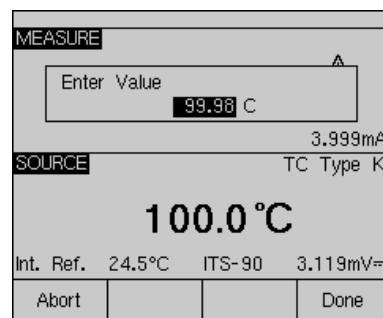 MEASURE
Enter Value
99.98 C
3.999mA
SOURCE TC Type K
100.0 °C
Int. Ref. 24.5°C ITS-90 3.119mV
Abort Done